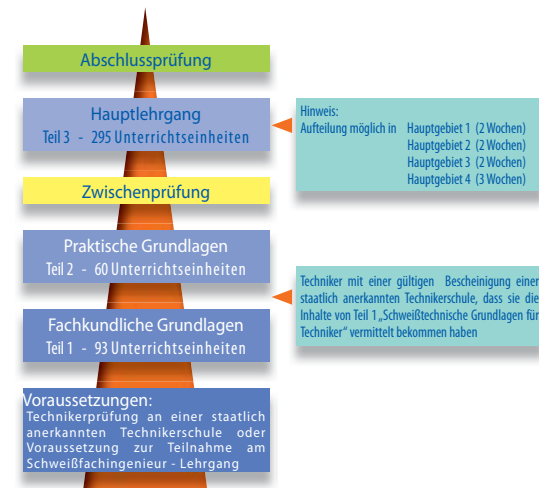 Abschlussprüfung
Hauptlehrgang
Teil 3 - 295 Unterrichtseinheiten
Hinweis:
Aufteilung möglich in Hauptgebiet 1 (2 Wochen)
Hauptgebiet 2 (2 Wochen)
Hauptgebiet 3 (2 Wochen)
Hauptgebiet 4 (3 Wochen)
Zwischenprüfung
Praktische Grundlagen
Teil 2 - 60 Unterrichtseinheiten
Techniker mit einer gültigen Bescheinigung einer
staatlich anerkannten Technikerschule, dass sie die
Inhalte von Teil 1 „Schweißtechnische Grundlagen für
Techniker“ vermittelt bekommen haben
Fachkundliche Grundlagen
Teil 1 - 93 Unterrichtseinheiten
Voraussetzungen:
Technikerprüfung an einer staatlich
anerkannten Technikerschule oder
Voraussetzung zur Teilnahme am
Schweißfachingenieur - Lehrgang